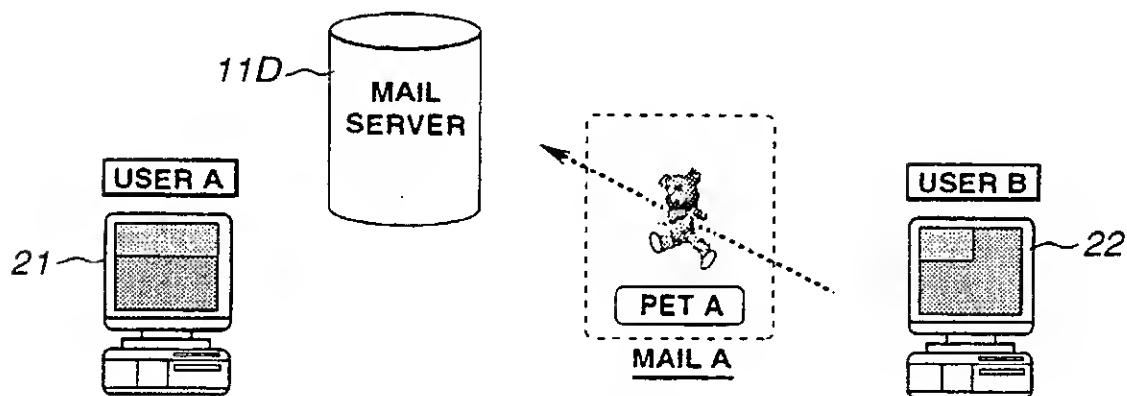 11D
MAIL
SERVER
USER A
USER B
21
22
PET A
MAIL A